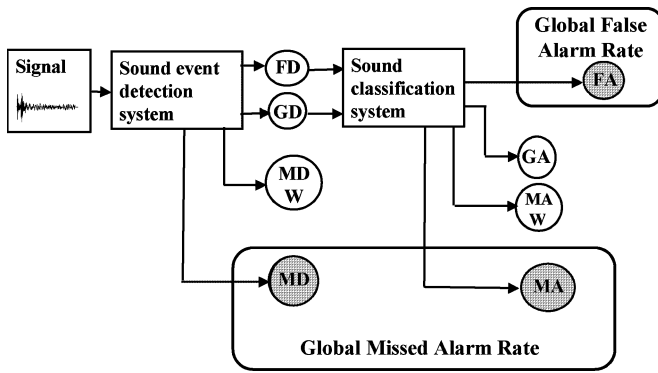 Global False
Alarm Rate
Signal
Sound event
detection
system
FD
GD
Sound
classification
system
FA
GA
MD
W
MA
W
MD
MA
Global Missed Alarm Rate